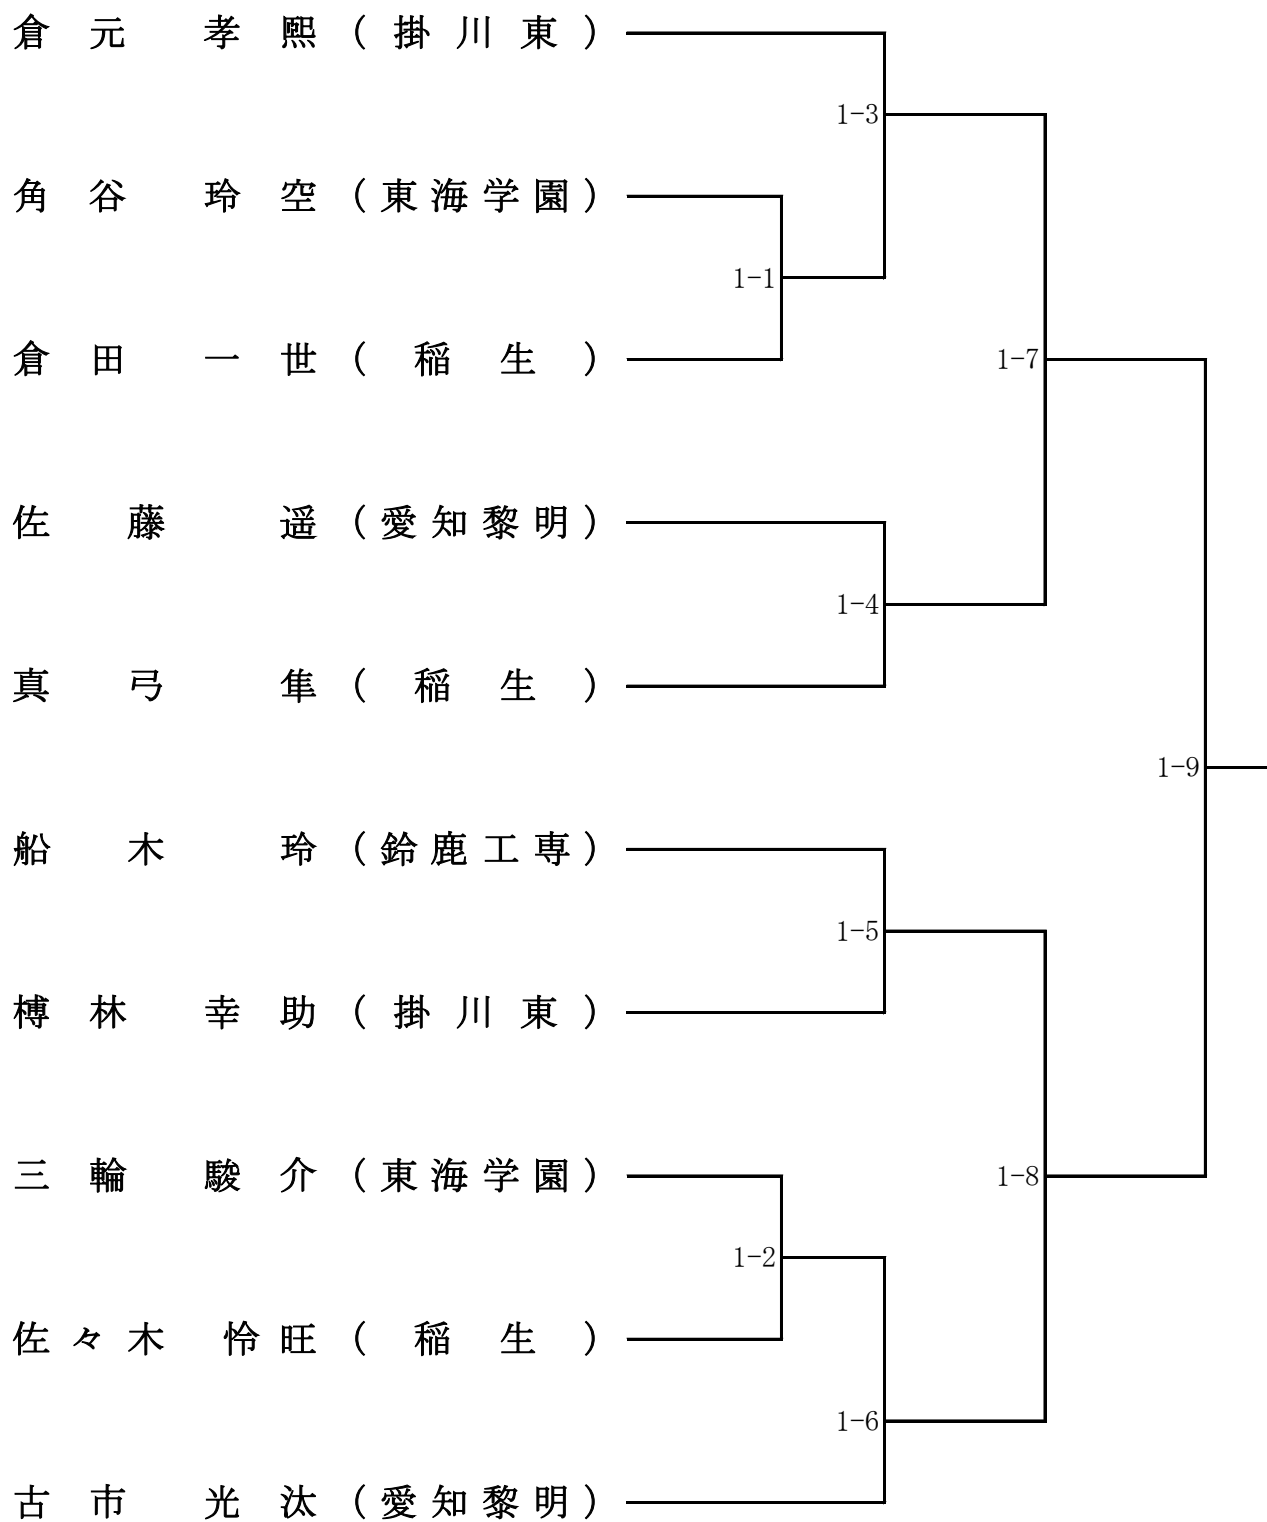 倉元 孝熙 (掛川東)
1-3
角谷 玲空 (東海学園)
1-1
倉田 一世 (稲生)
1-7
佐藤 遥 (愛知黎明)
1-4
真弓 隼 (稲生)
1-9
船木 玲 (鈴鹿工専)
1-5
榑林 幸助 (掛川東)
三輪 駿介 (東海学園)
1-8
1-2
佐々木 怜旺 (稲生)
1-6
古市 光汰 (愛知黎明)